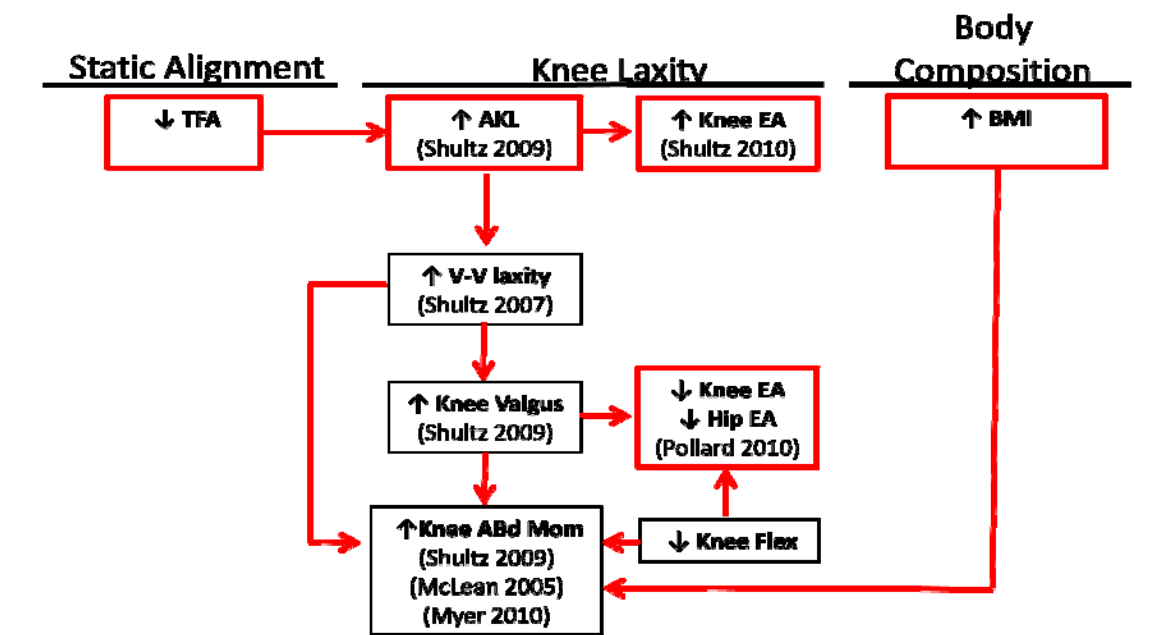 Static Alignment
Knee Laxity
Body
Composition
↓ TFA
↑ AKL
(Shultz 2009)
↑ Knee EA
(Shultz 2010)
↑ BMI
↑ V-V laxity
(Shultz 2007)
↑ Knee Valgus
(Shultz 2009)
↓ Knee EA
↓ Hip EA
(Pollard 2010)
↑Knee ABd Mom
(Shultz 2009)
(McLean 2005)
(Myer 2010)
↓ Knee Flex